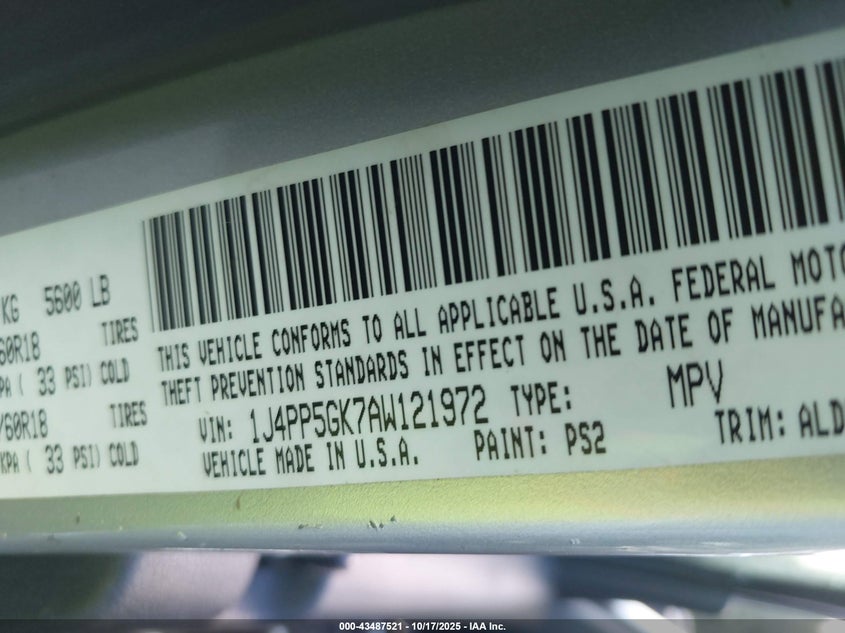 KG 5600 LB
60R18 TIRES
KPA ( 33 PSI) COLD
/60R18 TIRES
KPA ( 33 PSI) COLD
THIS VEHICLE CONFORMS TO ALL APPLICABLE U.S.A. FEDERAL MOTO
THEFT PREVENTION STANDARDS IN EFFECT ON THE DATE OF MANUFA
VIN: 1J4PP5GK7AW121972 TYPE: MPV
VEHICLE MADE IN U.S.A. PAINT: PS2 TRIM: ALD
000-43487521 - 10/17/2025 - IAA Inc.